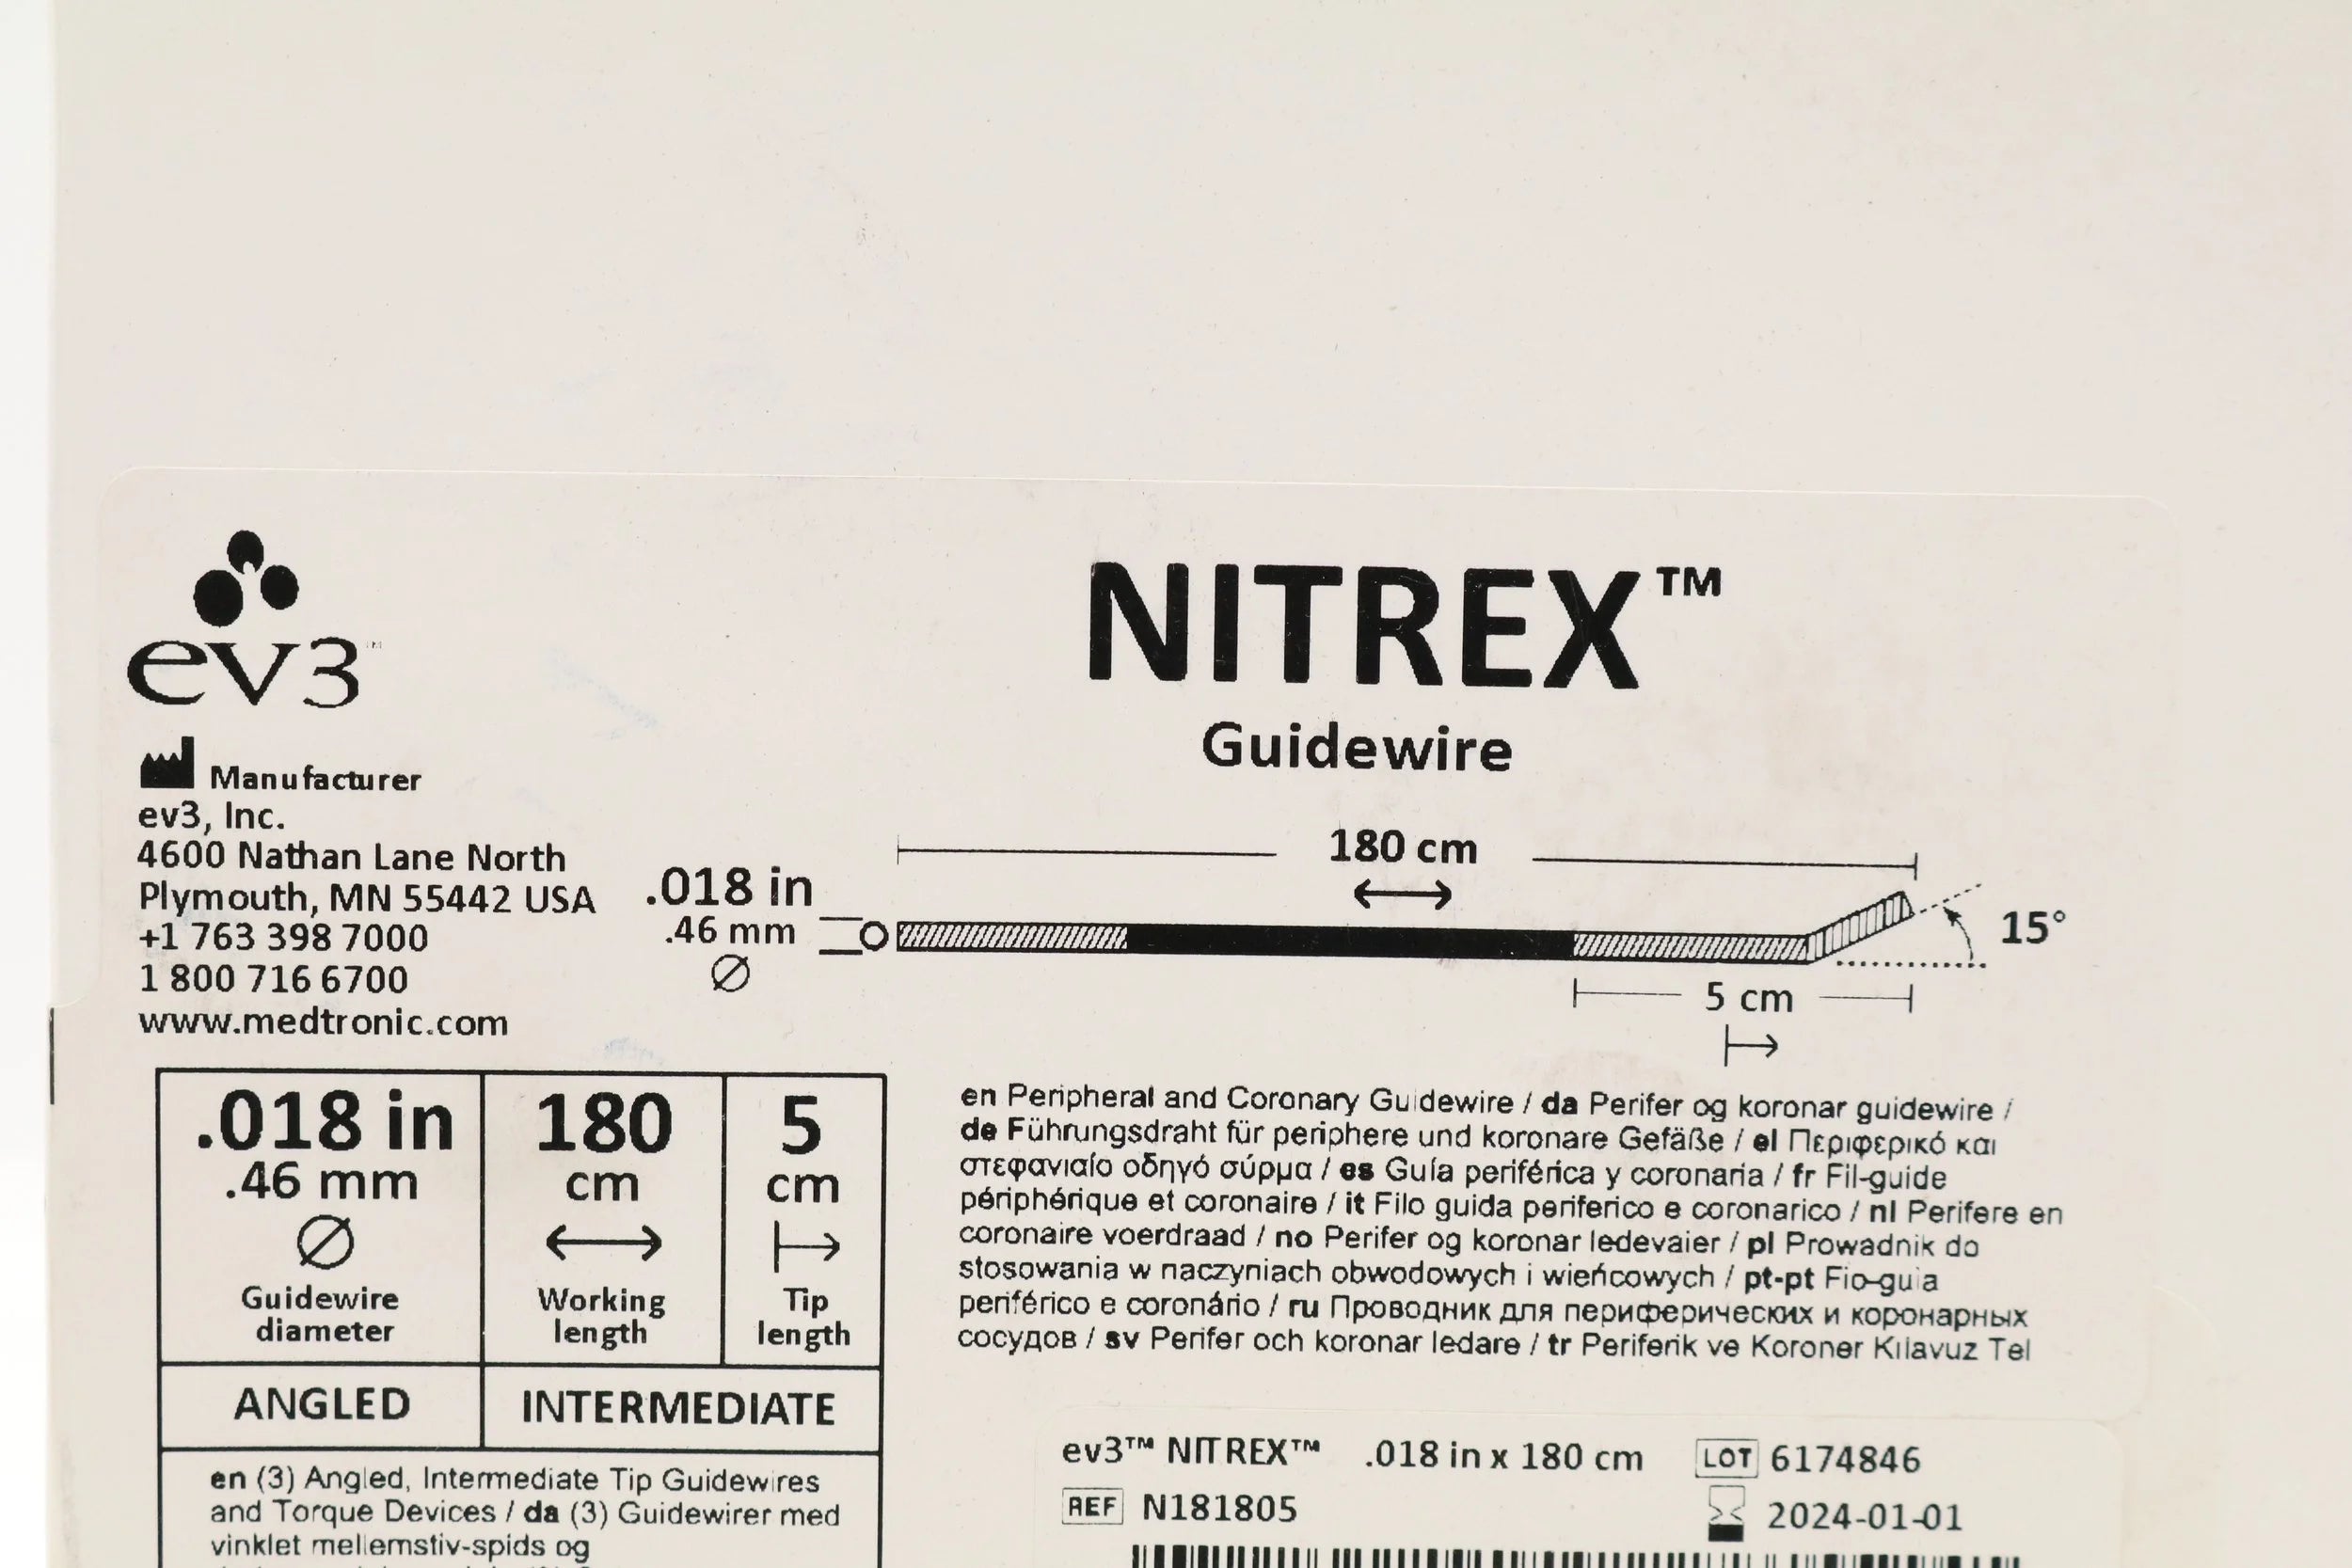 ev3™
NITREX™
Guidewire
Manufacturer
ev3, Inc.
4600 Nathan Lane North
Plymouth, MN 55442 USA
+1 763 398 7000
1 800 716 6700
www.medtronic.com
180 cm
.018 in
.46 mm
15°
5 cm
.018 in
.46 mm
Guidewire
diameter
180
cm
Working
length
5
cm
Tip
length
ANGLED
INTERMEDIATE
en (3) Angled, Intermediate Tip Guidewires
and Torque Devices / da (3) Guidewirer med
vinklet mellemstiv-spids og
en Peripheral and Coronary Guidewire / da Perifer og koronar guidewire /
de Führungsdraht für periphere und koronare Gefäße / el Περιφερικό και
στεφανιαίο οδηγό σύρμα / es Guía periférica y coronaria / fr Fil-guide
périphérique et coronaire / it Filo guida periferico e coronarico / nl Perifere en
coronaire voerdraad / no Perifer og koronar ledevaier / pl Prowadnik do
stosowania w naczyniach obwodowych i wieńcowych / pt-pt Fio-guia
periférico e coronário / ru Проводник для периферических и коронарных
сосудов / sv Perifer och koronar ledare / tr Periferik ve Koroner Kılavuz Tel
ev3™ NITREX™ .018 in x 180 cm LOT 6174846
REF N181805 2024-01-01